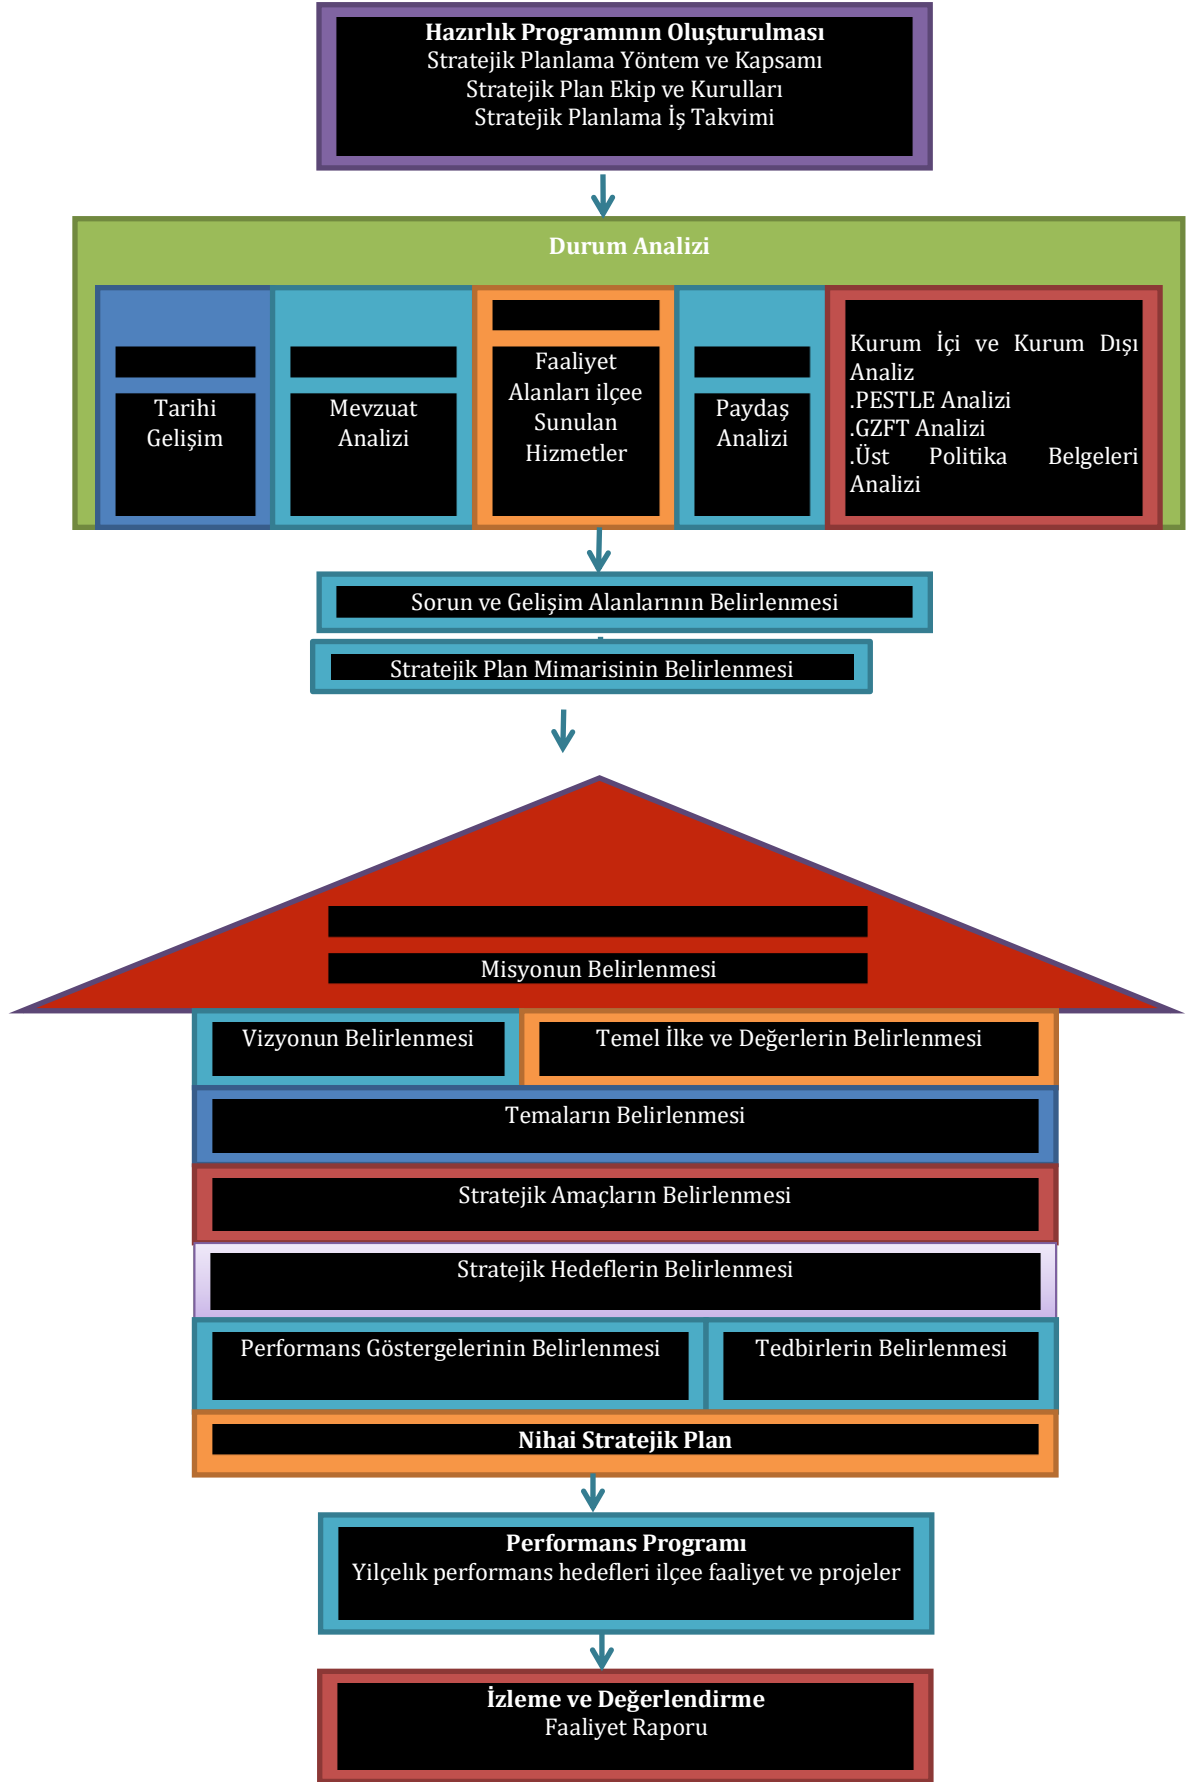 Hazırlık Programının Oluşturulması
Stratejik Planlama Yöntem ve Kapsamı
Stratejik Plan Ekip ve Kurulları
Stratejik Planlama İş Takvimi
Durum Analizi
Tarihi
Gelişim
Mevzuat
Analizi
Faaliyet
Alanları ilçee
Sunulan
Hizmetler
Paydaş
Analizi
Kurum İçi ve Kurum Dışı
Analiz
.PESTLE Analizi
.GZFT Analizi
.Üst Politika Belgeleri
Analizi
Sorun ve Gelişim Alanlarının Belirlenmesi
Stratejik Plan Mimarisinin Belirlenmesi
Misyonun Belirlenmesi
Vizyonun Belirlenmesi
Temel İlke ve Değerlerin Belirlenmesi
Temaların Belirlenmesi
Stratejik Amaçların Belirlenmesi
Stratejik Hedeflerin Belirlenmesi
Performans Göstergelerinin Belirlenmesi
Tedbirlerin Belirlenmesi
Nihai Stratejik Plan
Performans Programı
Yilçelık performans hedefleri ilçee faaliyet ve projeler
İzleme ve Değerlendirme
Faaliyet Raporu